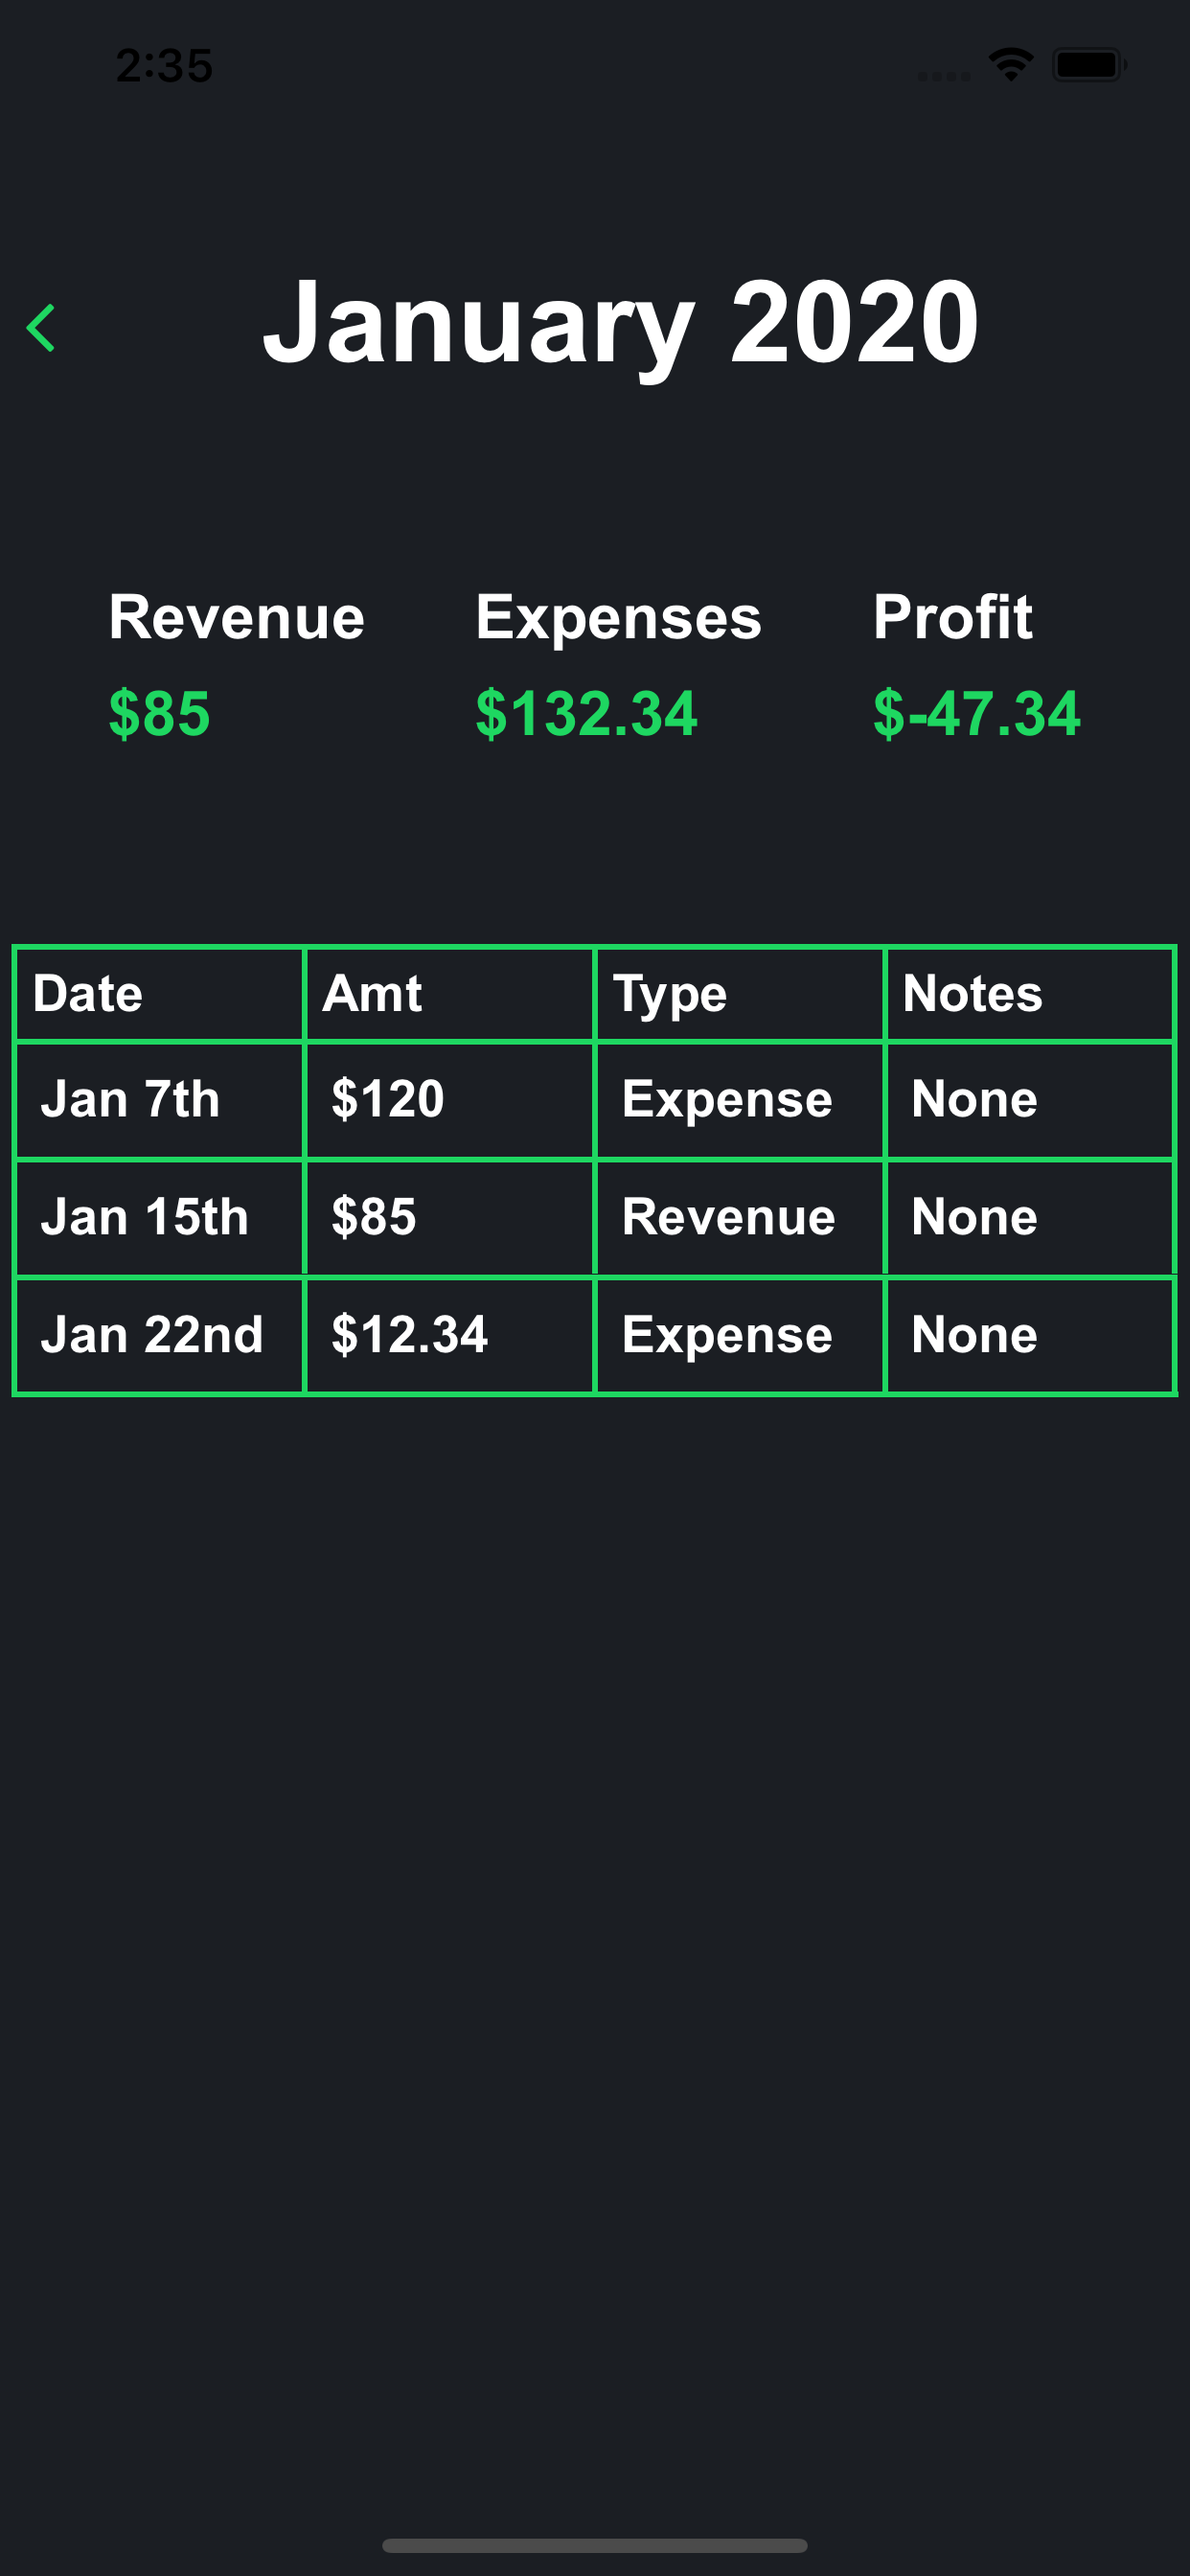 2:35
January 2020
Revenue Expenses Profit
$85 $132.34 $-47.34
Date Amt Type Notes
Jan 7th $120 Expense None
Jan 15th $85 Revenue None
Jan 22nd $12.34 Expense None